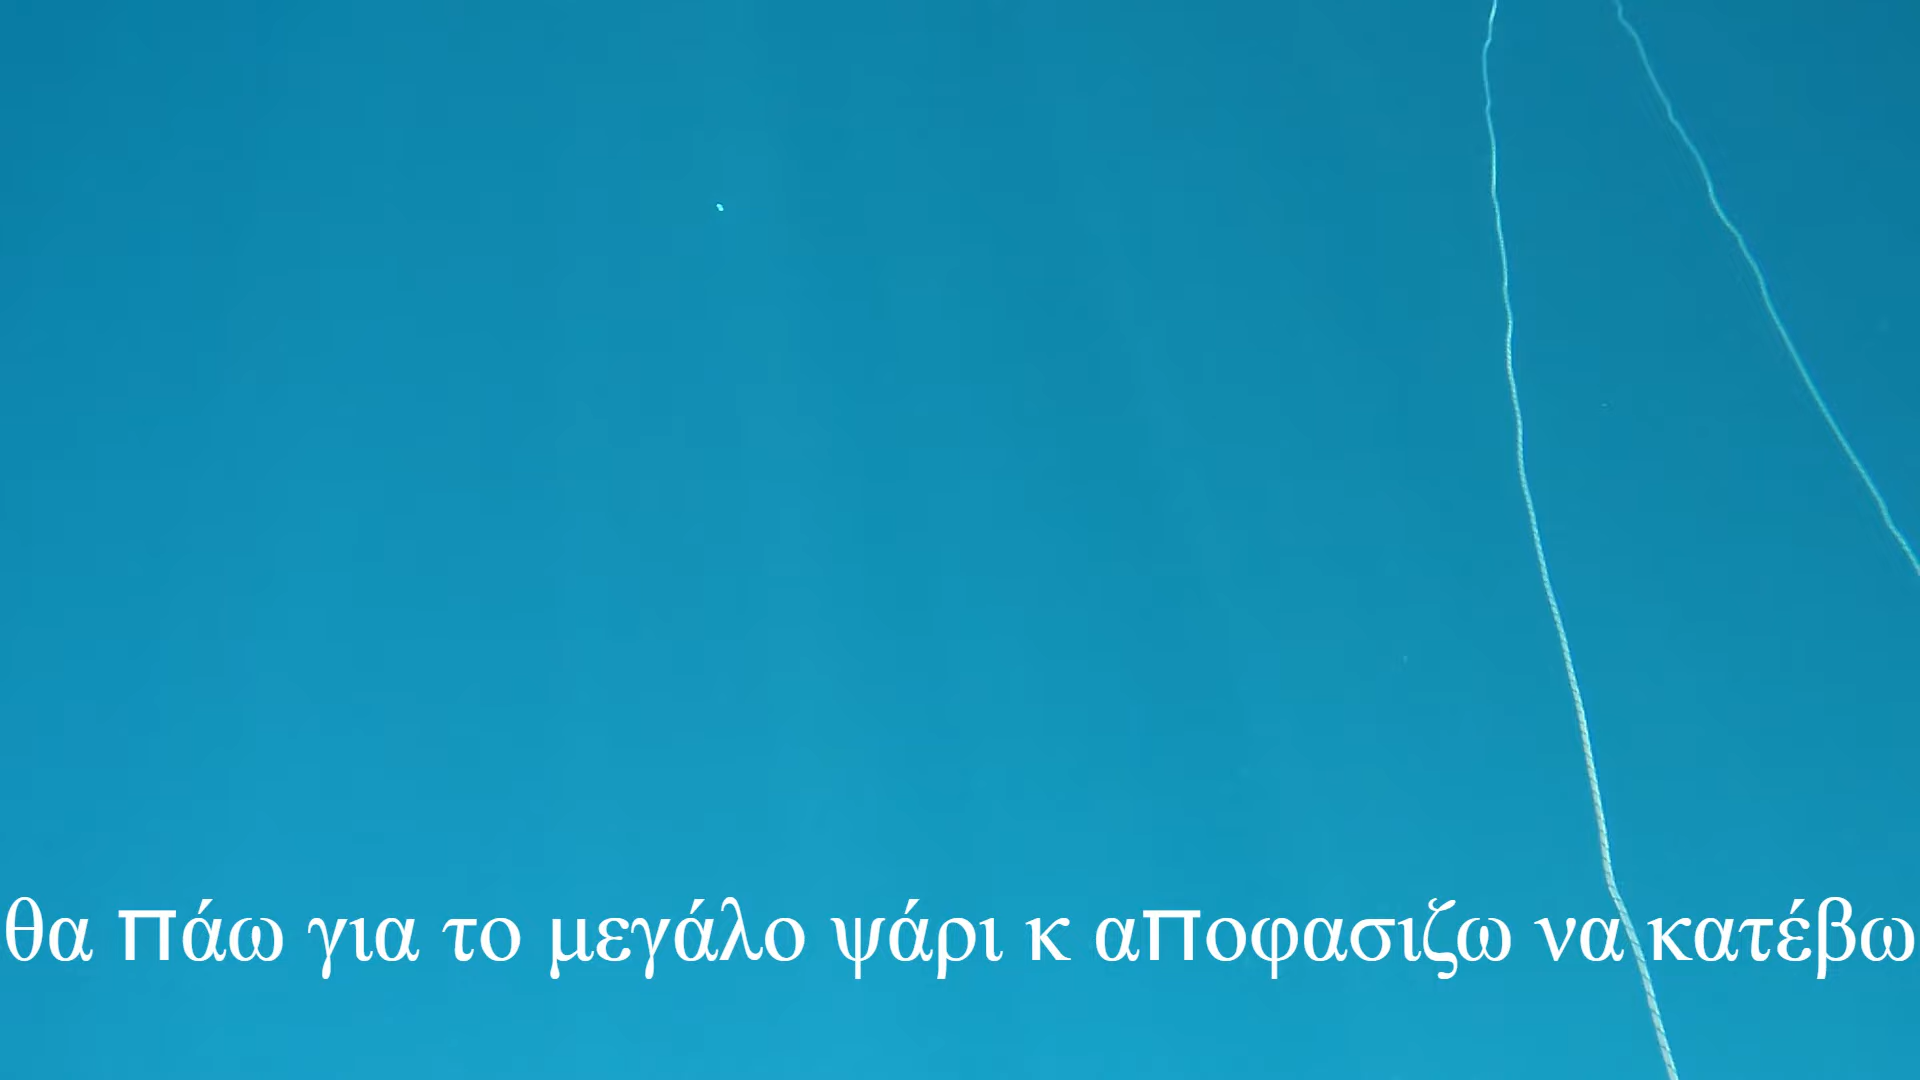 θα πάω για το μεγάλο ψάρι κ αποφασιζω να κατέβω